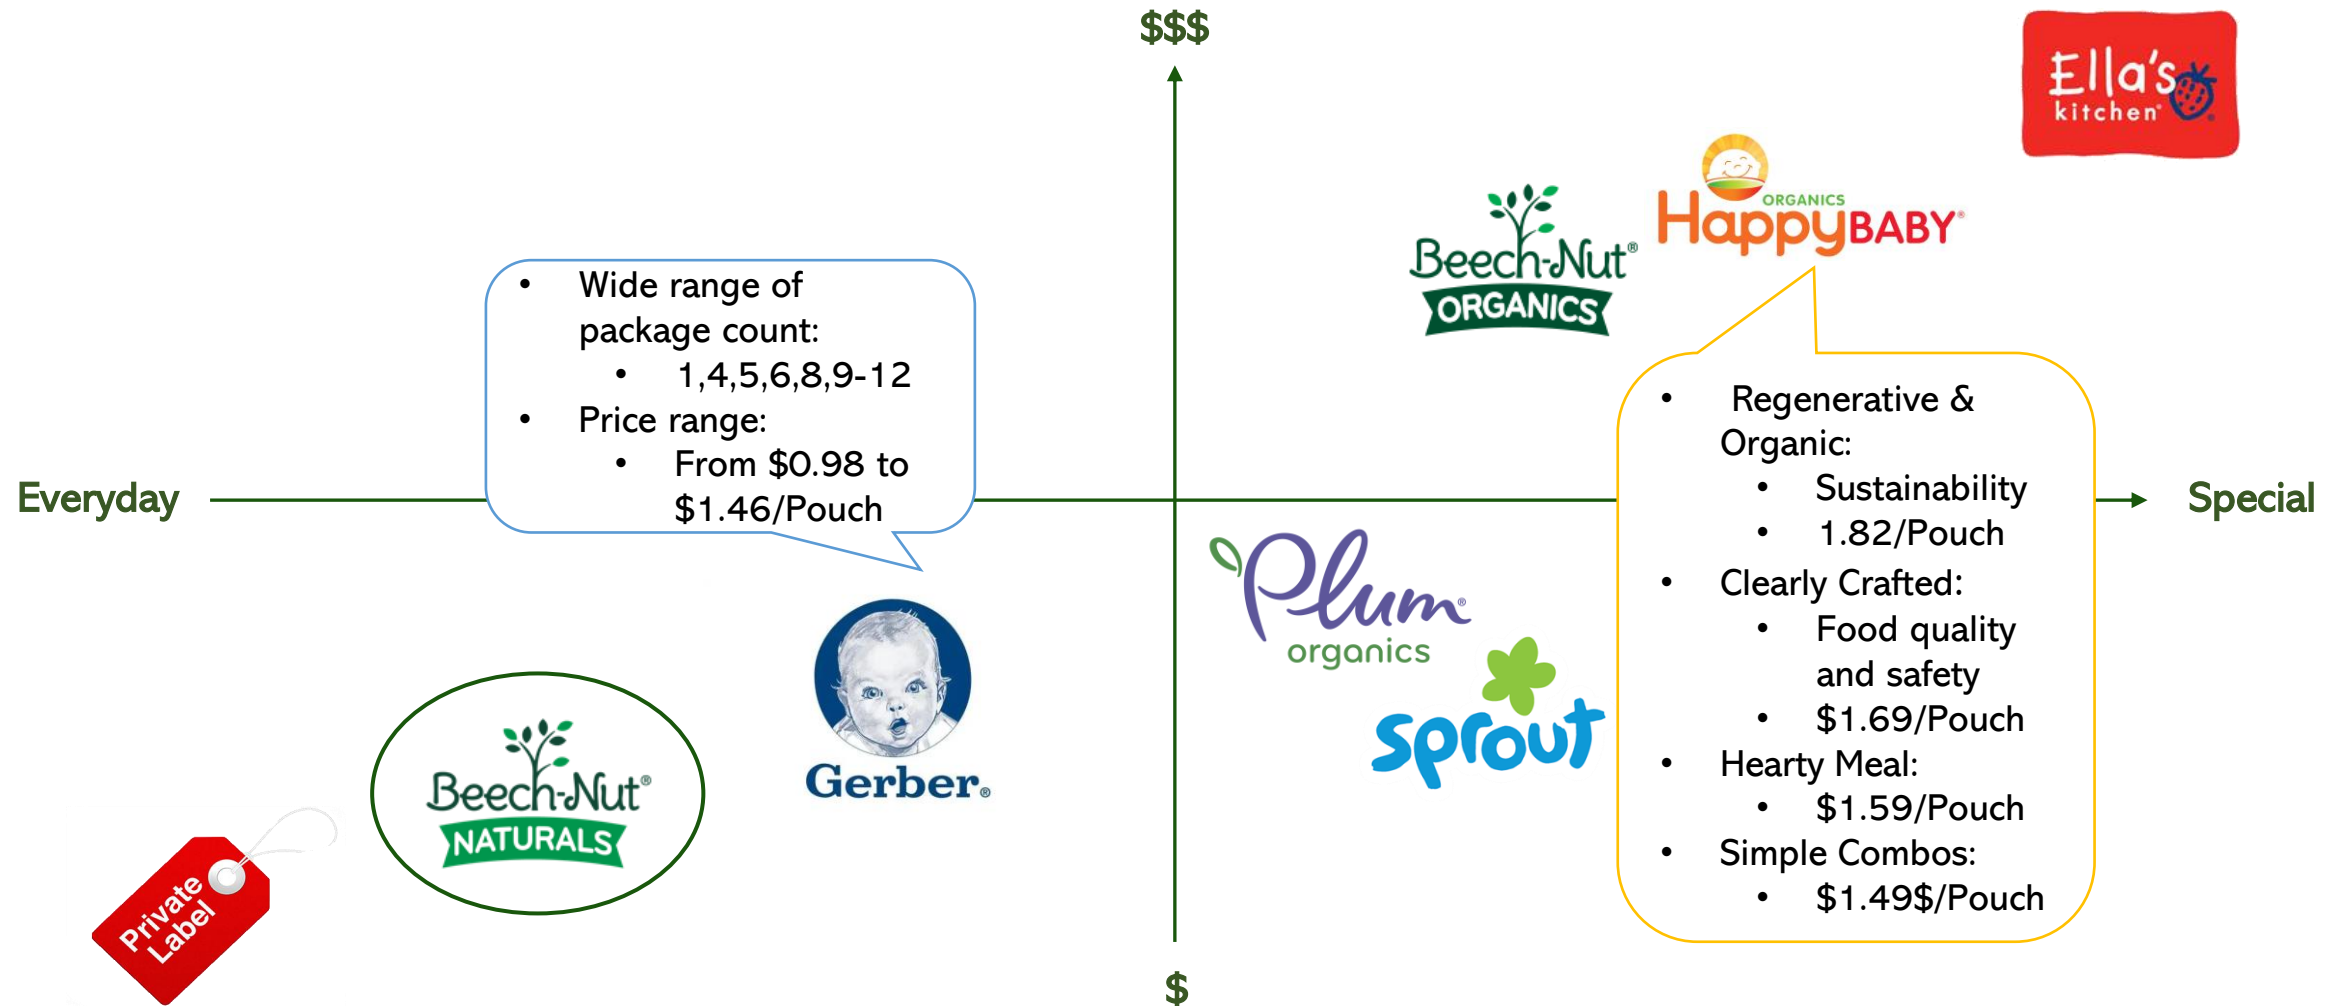 $$$
Ella's
kitchen®
ORGANICS
HappyBABY®
Beech-Nut®
ORGANICS
• Wide range of
package count:
• 1,4,5,6,8,9-12
• Price range:
• From $0.98 to
$1.46/Pouch
Everyday
Special
• Regenerative &
Organic:
• Sustainability
• 1.82/Pouch
• Clearly Crafted:
• Food quality
and safety
• $1.69/Pouch
• Hearty Meal:
• $1.59/Pouch
• Simple Combos:
• $1.49$/Pouch
Plum®
organics
sprout
Gerber®
Beech-Nut®
NATURALS
Private
Label
$